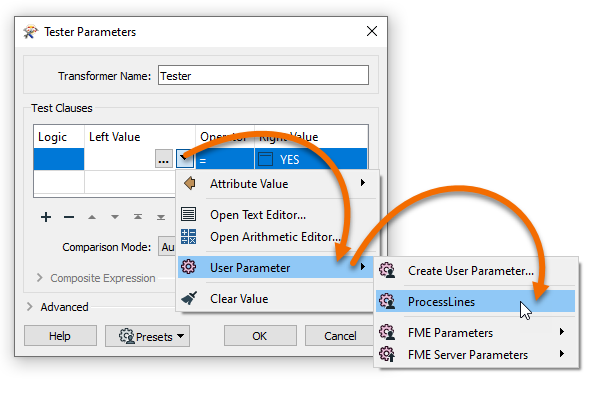 Tester Parameters
Transformer Name: Tester
Test Clauses
Logic Left Value Operator Right Value
... = YES
Attribute Value
Open Text Editor...
Open Arithmetic Editor...
Comparison Mode: Au
User Parameter
Create User Parameter...
Composite Expression
Clear Value
ProcessLines
Advanced
FME Parameters
Help Presets OK Cancel
FME Server Parameters